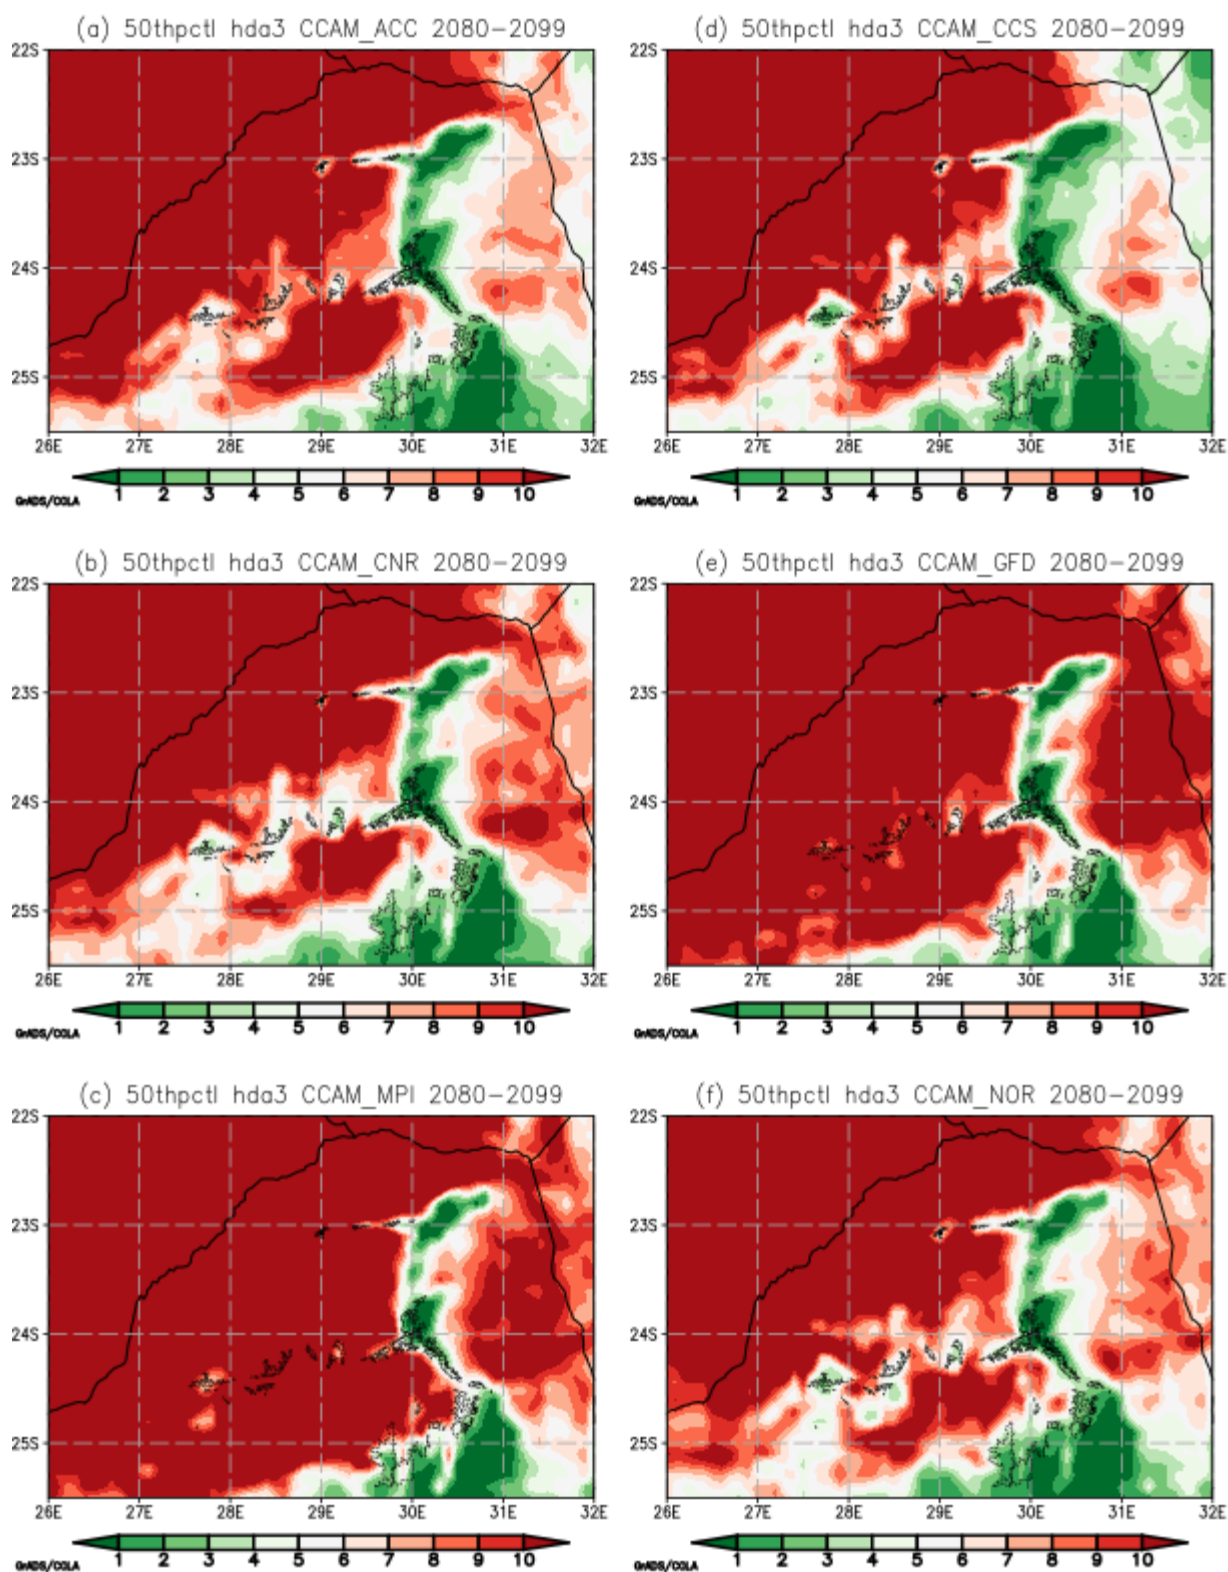 (a) 50thpctl hda3 CCAM_ACC 2080-2099
22S
23S
24S
25S
26E 27E 28E 29E 30E 31E 32E
1 2 3 4 5 6 7 8 9 10
GrADS/COLA
(d) 50thpctl hda3 CCAM_CCS 2080-2099
22S
23S
24S
25S
26E 27E 28E 29E 30E 31E 32E
1 2 3 4 5 6 7 8 9 10
GrADS/COLA
(b) 50thpctl hda3 CCAM_CNR 2080-2099
22S
23S
24S
25S
26E 27E 28E 29E 30E 31E 32E
1 2 3 4 5 6 7 8 9 10
GrADS/COLA
(e) 50thpctl hda3 CCAM_GFD 2080-2099
22S
23S
24S
25S
26E 27E 28E 29E 30E 31E 32E
1 2 3 4 5 6 7 8 9 10
GrADS/COLA
(c) 50thpctl hda3 CCAM_MPI 2080-2099
22S
23S
24S
25S
26E 27E 28E 29E 30E 31E 32E
1 2 3 4 5 6 7 8 9 10
GrADS/COLA
(f) 50thpctl hda3 CCAM_NOR 2080-2099
22S
23S
24S
25S
26E 27E 28E 29E 30E 31E 32E
1 2 3 4 5 6 7 8 9 10
GrADS/COLA